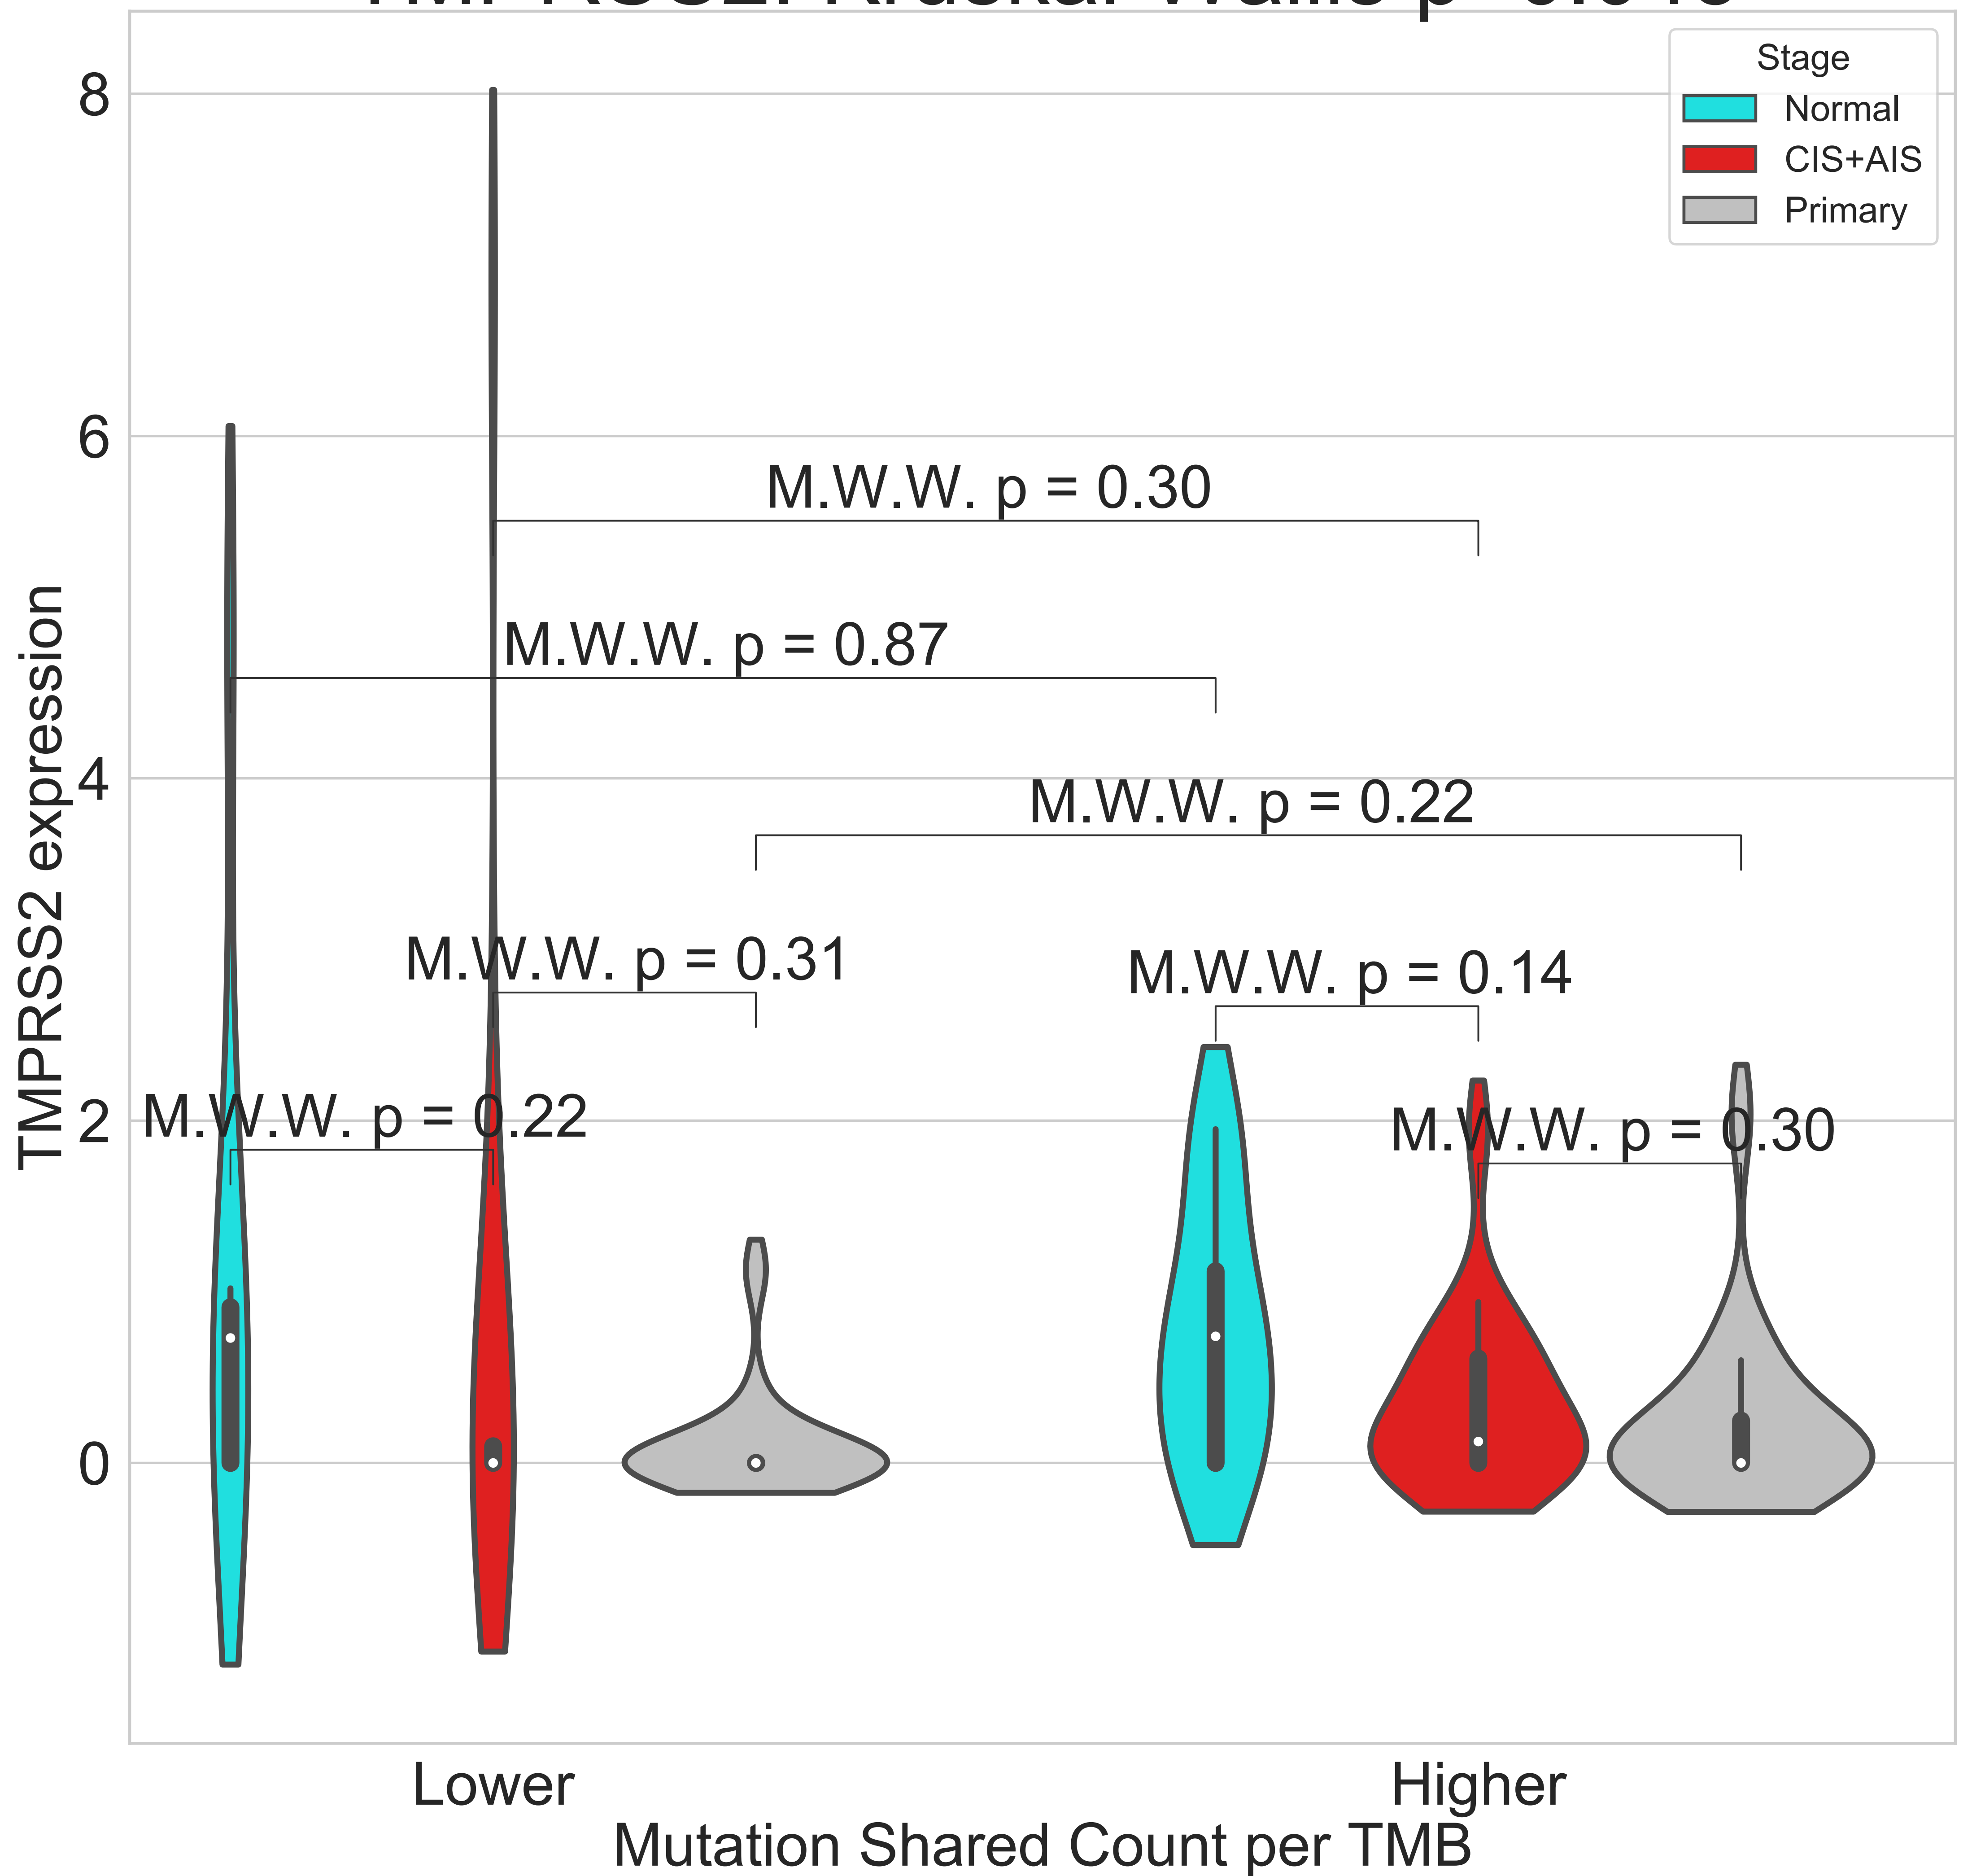 Stage
Normal
CIS+AIS
Primary
8
6
4
2
0
TMPRSS2 expression
M.W.W. p = 0.30
M.W.W. p = 0.87
M.W.W. p = 0.22
M.W.W. p = 0.31
M.W.W. p = 0.14
M.W.W. p = 0.22
M.W.W. p = 0.30
Lower
Higher
Mutation Shared Count per TMB